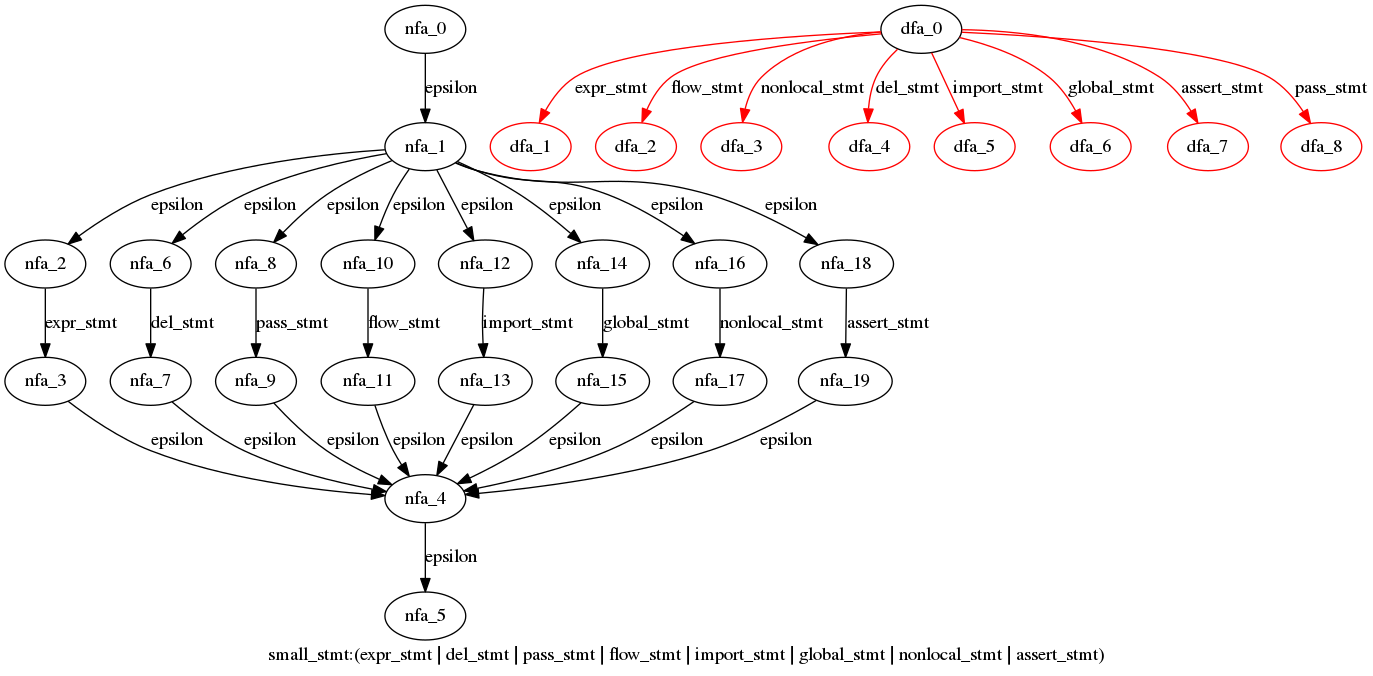 nfa_0 dfa_0
epsilon expr_stmt flow_stmt nonlocal_stmt del_stmt import_stmt global_stmt assert_stmt pass_stmt
nfa_1 dfa_1 dfa_2 dfa_3 dfa_4 dfa_5 dfa_6 dfa_7 dfa_8
epsilon epsilon epsilon epsilon epsilon epsilon epsilon epsilon
nfa_2 nfa_6 nfa_8 nfa_10 nfa_12 nfa_14 nfa_16 nfa_18
expr_stmt del_stmt pass_stmt flow_stmt import_stmt global_stmt nonlocal_stmt assert_stmt
nfa_3 nfa_7 nfa_9 nfa_11 nfa_13 nfa_15 nfa_17 nfa_19
epsilon epsilon epsilon epsilon epsilon epsilon epsilon epsilon
nfa_4
epsilon
nfa_5
small_stmt:(expr_stmt | del_stmt | pass_stmt | flow_stmt | import_stmt | global_stmt | nonlocal_stmt | assert_stmt)